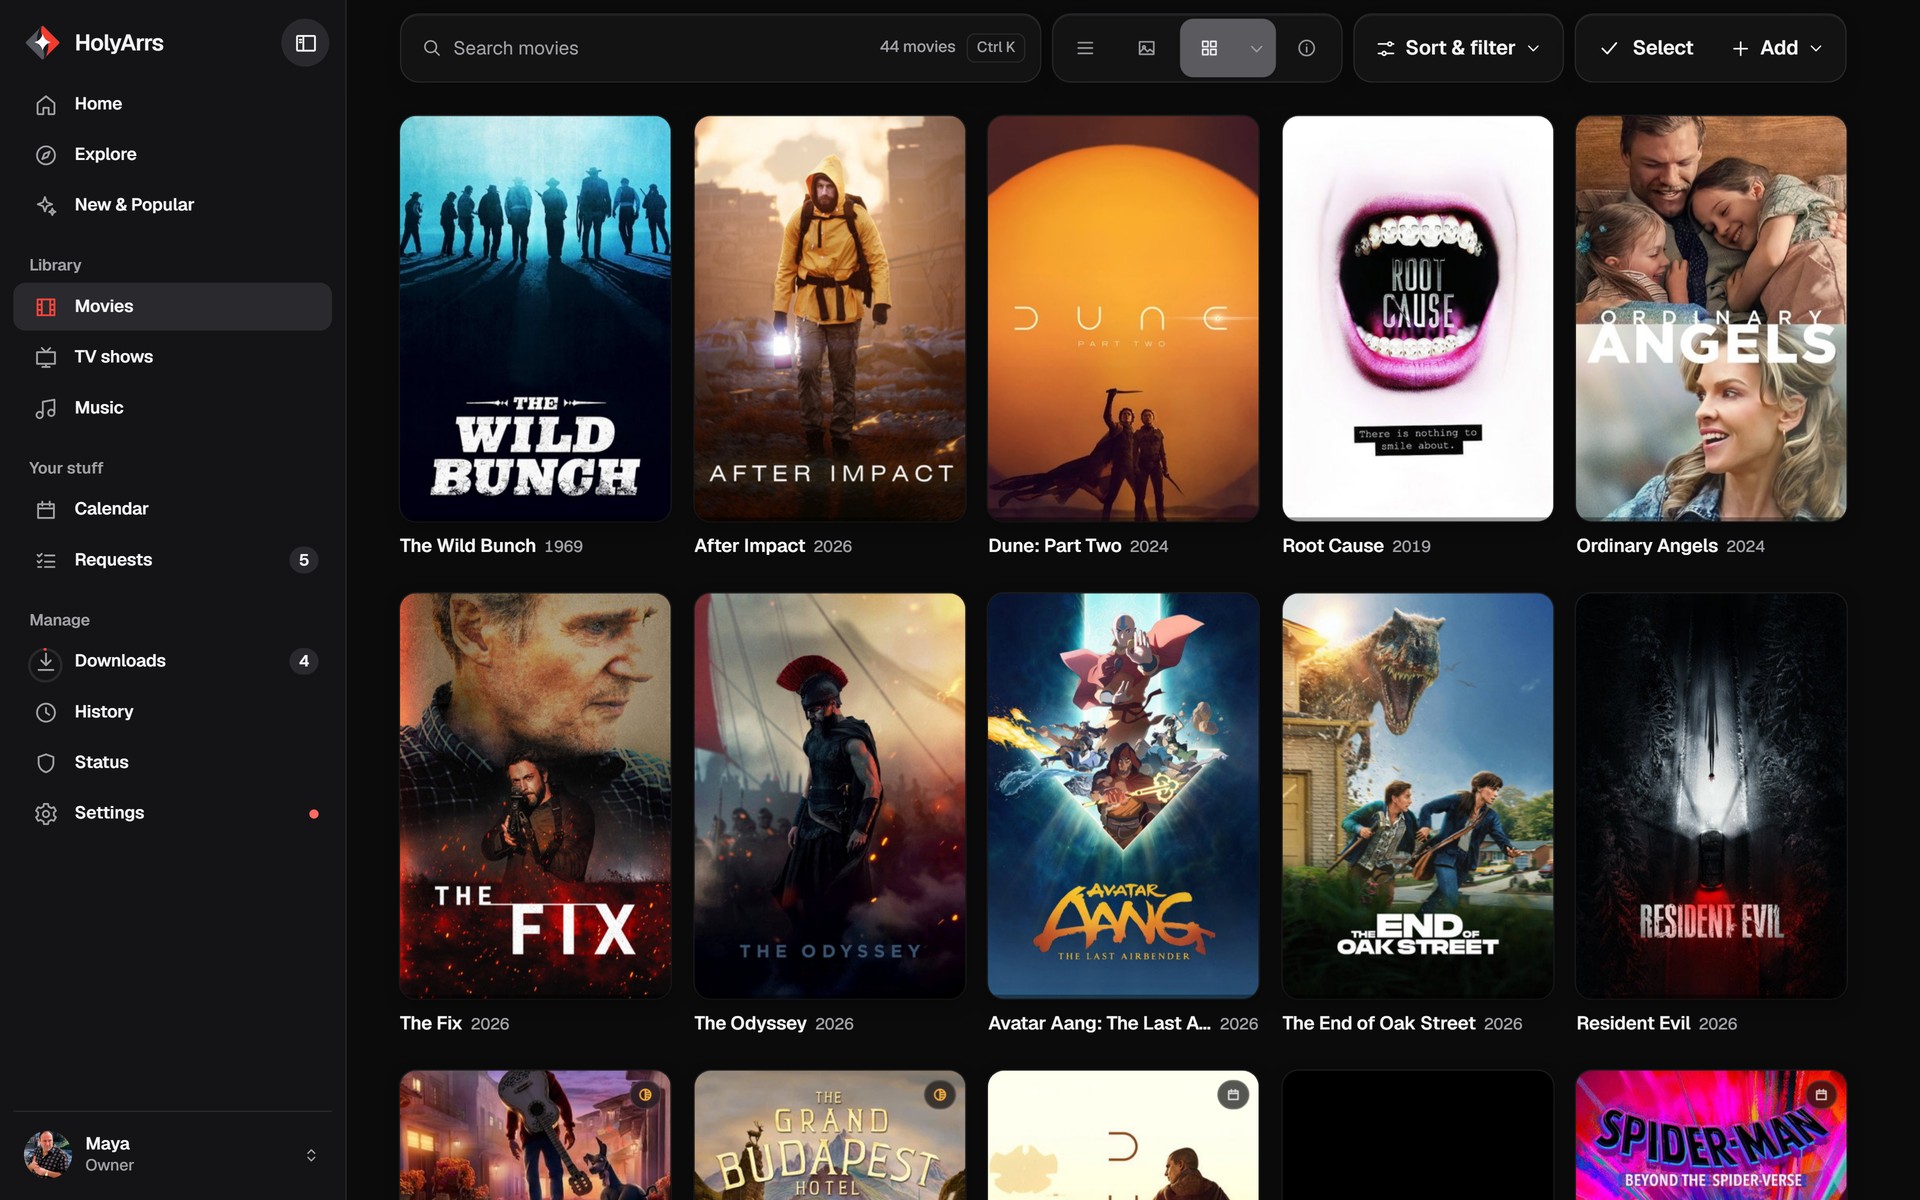 HolyArrs
Home
Explore
New & Popular
Library
Movies
TV shows
Music
Your stuff
Calendar
Requests 5
Manage
Downloads 4
History
Status
Settings
Maya
Owner
Search movies 44 movies Ctrl K
Sort & filter
Select
Add
THE
WILD
BUNCH
The Wild Bunch 1969
AFTER IMPACT
After Impact 2026
DUNE
PART TWO
Dune: Part Two 2024
ROOT
CAUSE
There is nothing to
smile about.
Root Cause 2019
ORDINARY
ANGELS
Ordinary Angels 2024
THE
FIX
The Fix 2026
THE ODYSSEY
The Odyssey 2026
AVATAR
AANG
THE LAST AIRBENDER
Avatar Aang: The Last A... 2026
THE END OF
OAK STREET
The End of Oak Street 2026
RESIDENT EVIL
Resident Evil 2026
THE
GRAND
BUDAPEST
HOTEL
SPIDER-MAN
BEYOND THE SPIDER-VERSE